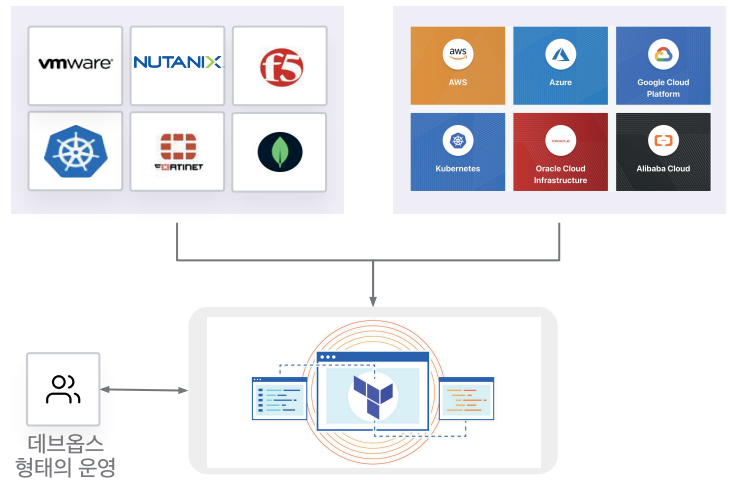 vmware
NUTANIX
f5
FORTINET
aws
AWS
Azure
Google Cloud
Platform
Kubernetes
ORACLE
Oracle Cloud
Infrastructure
Alibaba Cloud
데브옵스
형태의 운영